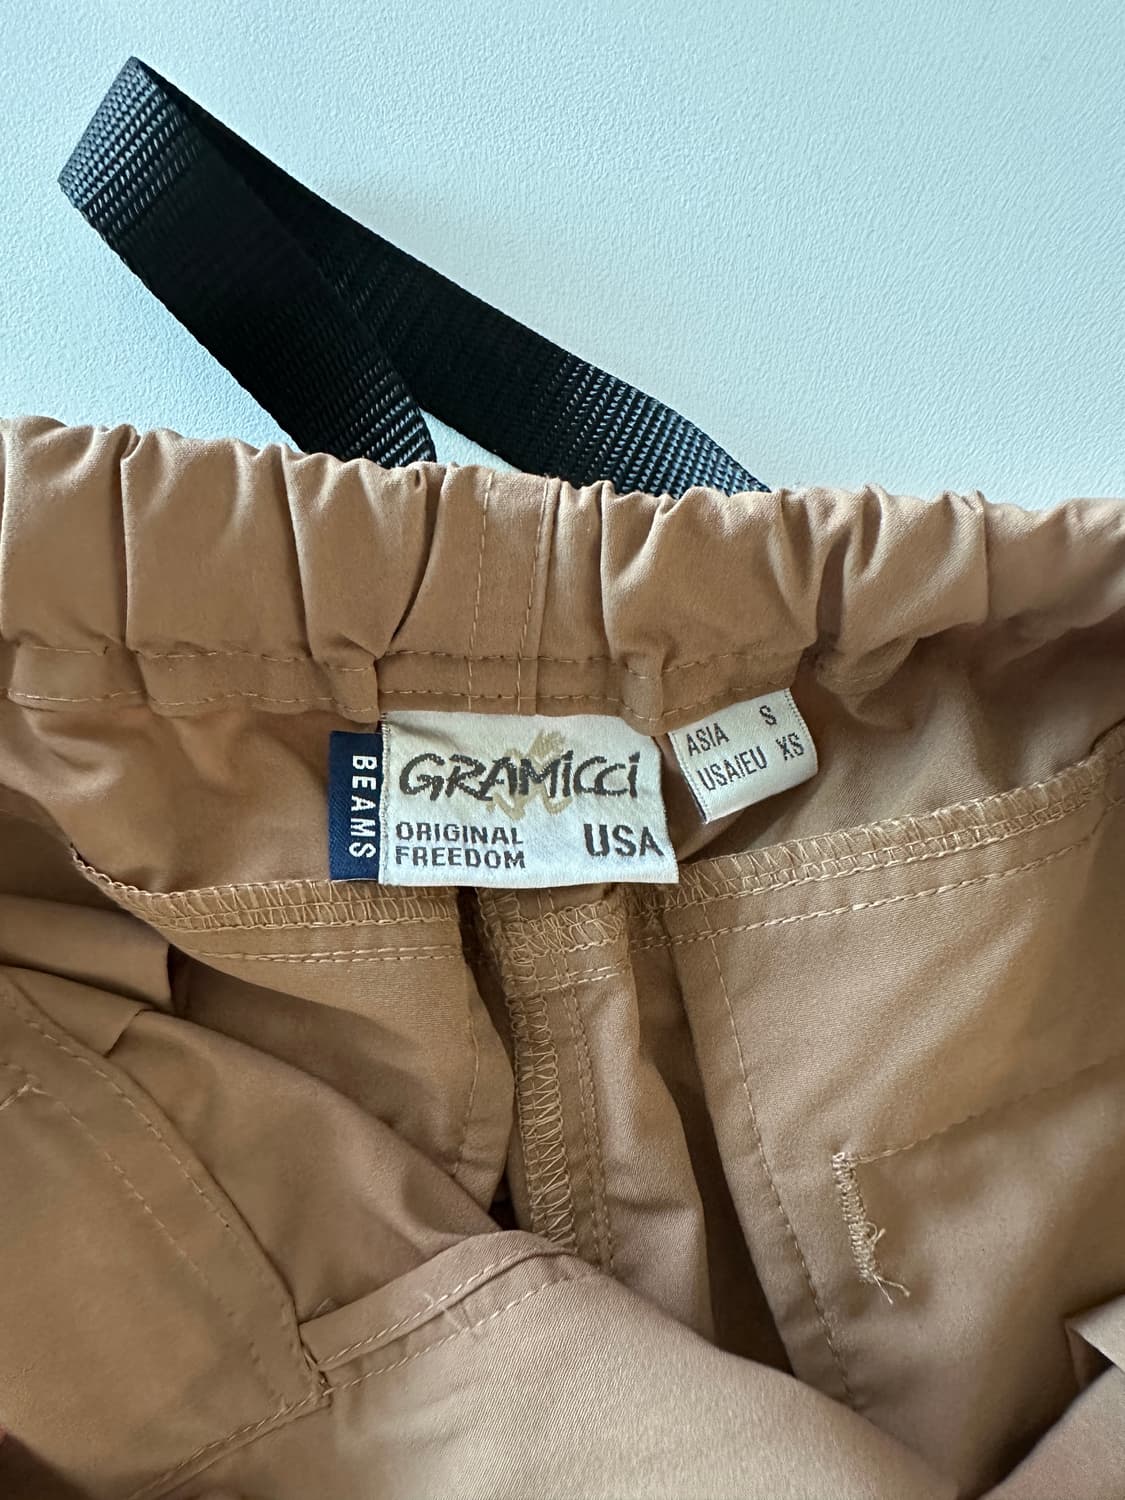 BEAMS
GRAMiCCi
ORIGINAL
FREEDOM
USA
ASIA S
USA/EU XS